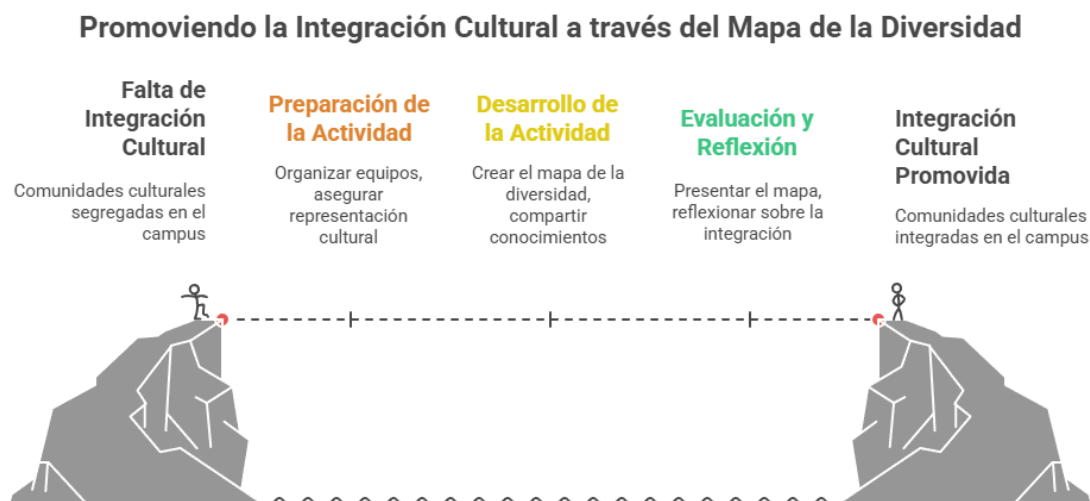 Promoviendo la Integración Cultural a través del Mapa de la Diversidad
Falta de
Integración
Cultural
Comunidades culturales
segregadas en el
campus
Preparación de
la Actividad
Organizar equipos,
asegurar
representación
cultural
Desarrollo de
la Actividad
Crear el mapa de la
diversidad,
compartir
conocimientos
Evaluación y
Reflexión
Presentar el mapa,
reflexionar sobre la
integración
Integración
Cultural
Promovida
Comunidades culturales
integradas en el campus